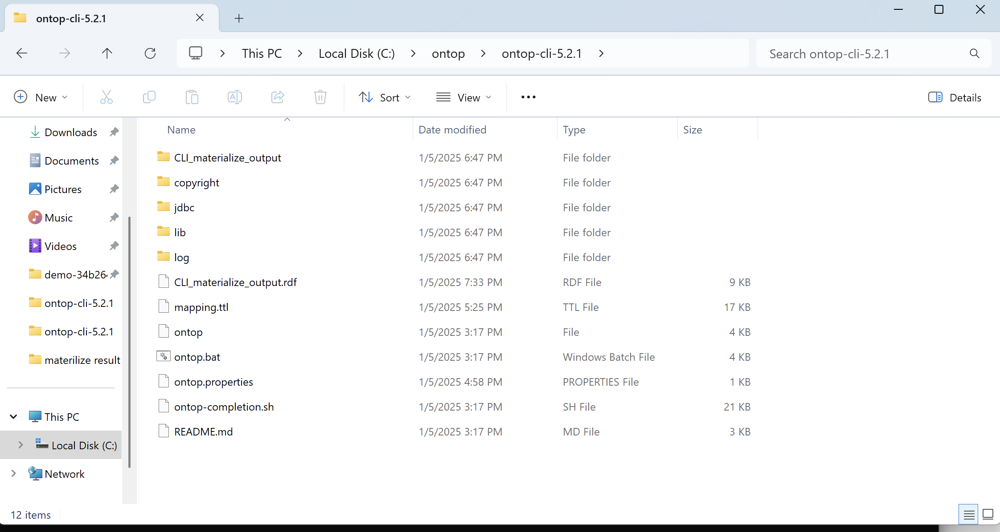 ontop-cli-5.2.1
This PC
Local Disk (C:)
ontop
ontop-cli-5.2.1
Search ontop-cli-5.2.1
New
Sort
View
Details
Name
Date modified
Type
Size
Downloads
Documents
Pictures
Music
Videos
demo-34b26
ontop-cli-5.2.1
ontop-cli-5.2.1
materilize result
This PC
Local Disk (C:)
Network
CLI_materialize_output 1/5/2025 6:47 PM File folder
copyright 1/5/2025 6:47 PM File folder
jdbc 1/5/2025 6:47 PM File folder
lib 1/5/2025 6:47 PM File folder
log 1/5/2025 6:47 PM File folder
CLI_materialize_output.rdf 1/5/2025 7:33 PM RDF File 9 KB
mapping.ttl 1/5/2025 5:25 PM TTL File 17 KB
ontop 1/5/2025 3:17 PM File 4 KB
ontop.bat 1/5/2025 3:17 PM Windows Batch File 4 KB
ontop.properties 1/5/2025 4:58 PM PROPERTIES File 1 KB
ontop-completion.sh 1/5/2025 3:17 PM SH File 21 KB
README.md 1/5/2025 3:17 PM MD File 3 KB
12 items